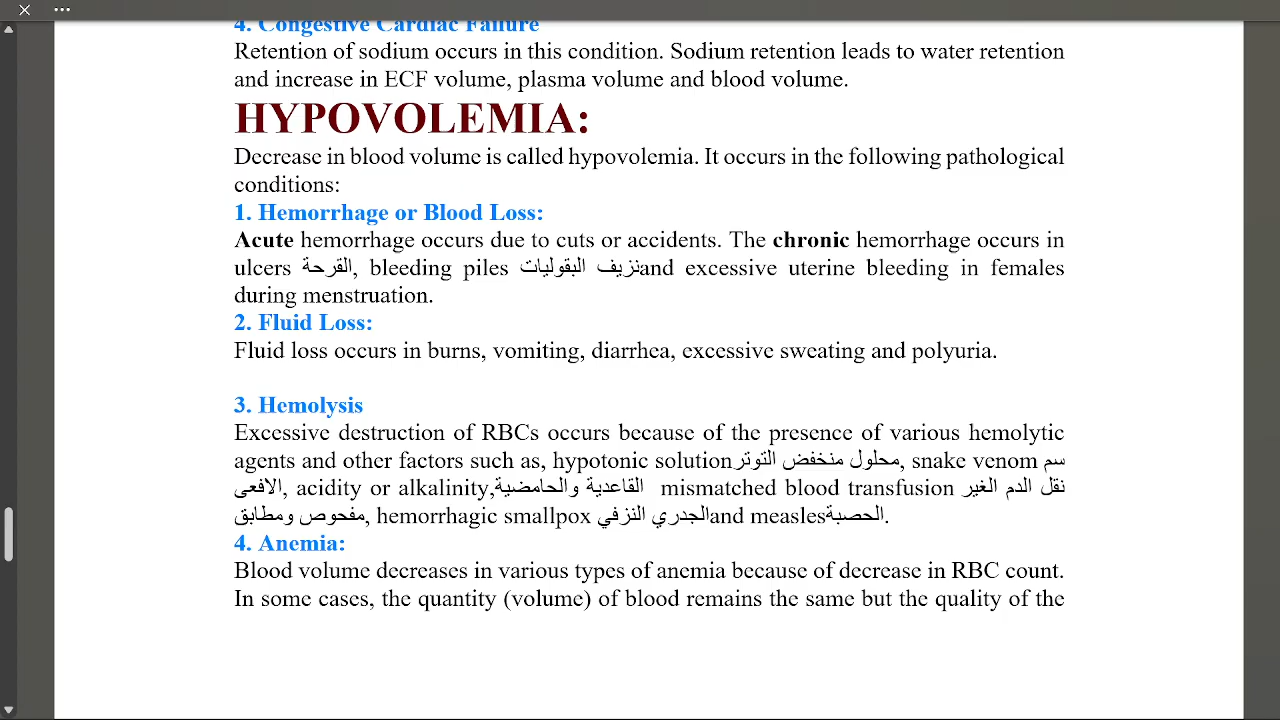 4. Congestive Cardiac Failure
Retention of sodium occurs in this condition. Sodium retention leads to water retention
and increase in ECF volume, plasma volume and blood volume.
HYPOVOLEMIA:
Decrease in blood volume is called hypovolemia. It occurs in the following pathological
conditions:
1. Hemorrhage or Blood Loss:
Acute hemorrhage occurs due to cuts or accidents. The chronic hemorrhage occurs in
ulcers القرحة, bleeding piles نزيف البقوليات and excessive uterine bleeding in females
during menstruation.
2. Fluid Loss:
Fluid loss occurs in burns, vomiting, diarrhea, excessive sweating and polyuria.
3. Hemolysis
Excessive destruction of RBCs occurs because of the presence of various hemolytic
agents and other factors such as, hypotonic solution محلول منخفض التوتر, snake venom سم
الافعى, acidity or alkalinity, القاعدية والحامضية mismatched blood transfusion نقل الدم الغير
مفحوص ومطابق, hemorrhagic smallpox الجدري النزفي and measles الحصبة.
4. Anemia:
Blood volume decreases in various types of anemia because of decrease in RBC count.
In some cases, the quantity (volume) of blood remains the same but the quality of the